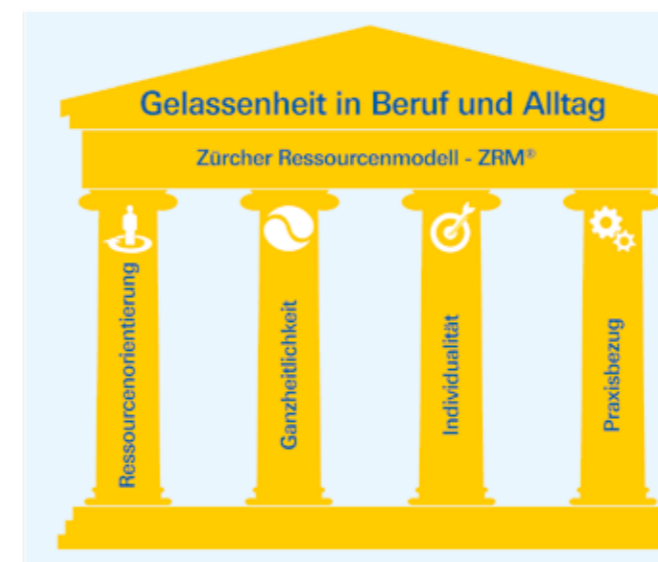 Gelassenheit in Beruf und Alltag
Zürcher Ressourcenmodell - ZRM®
Ressourcenorientierung
Ganzheitlichkeit
Individualität
Praxisbezug